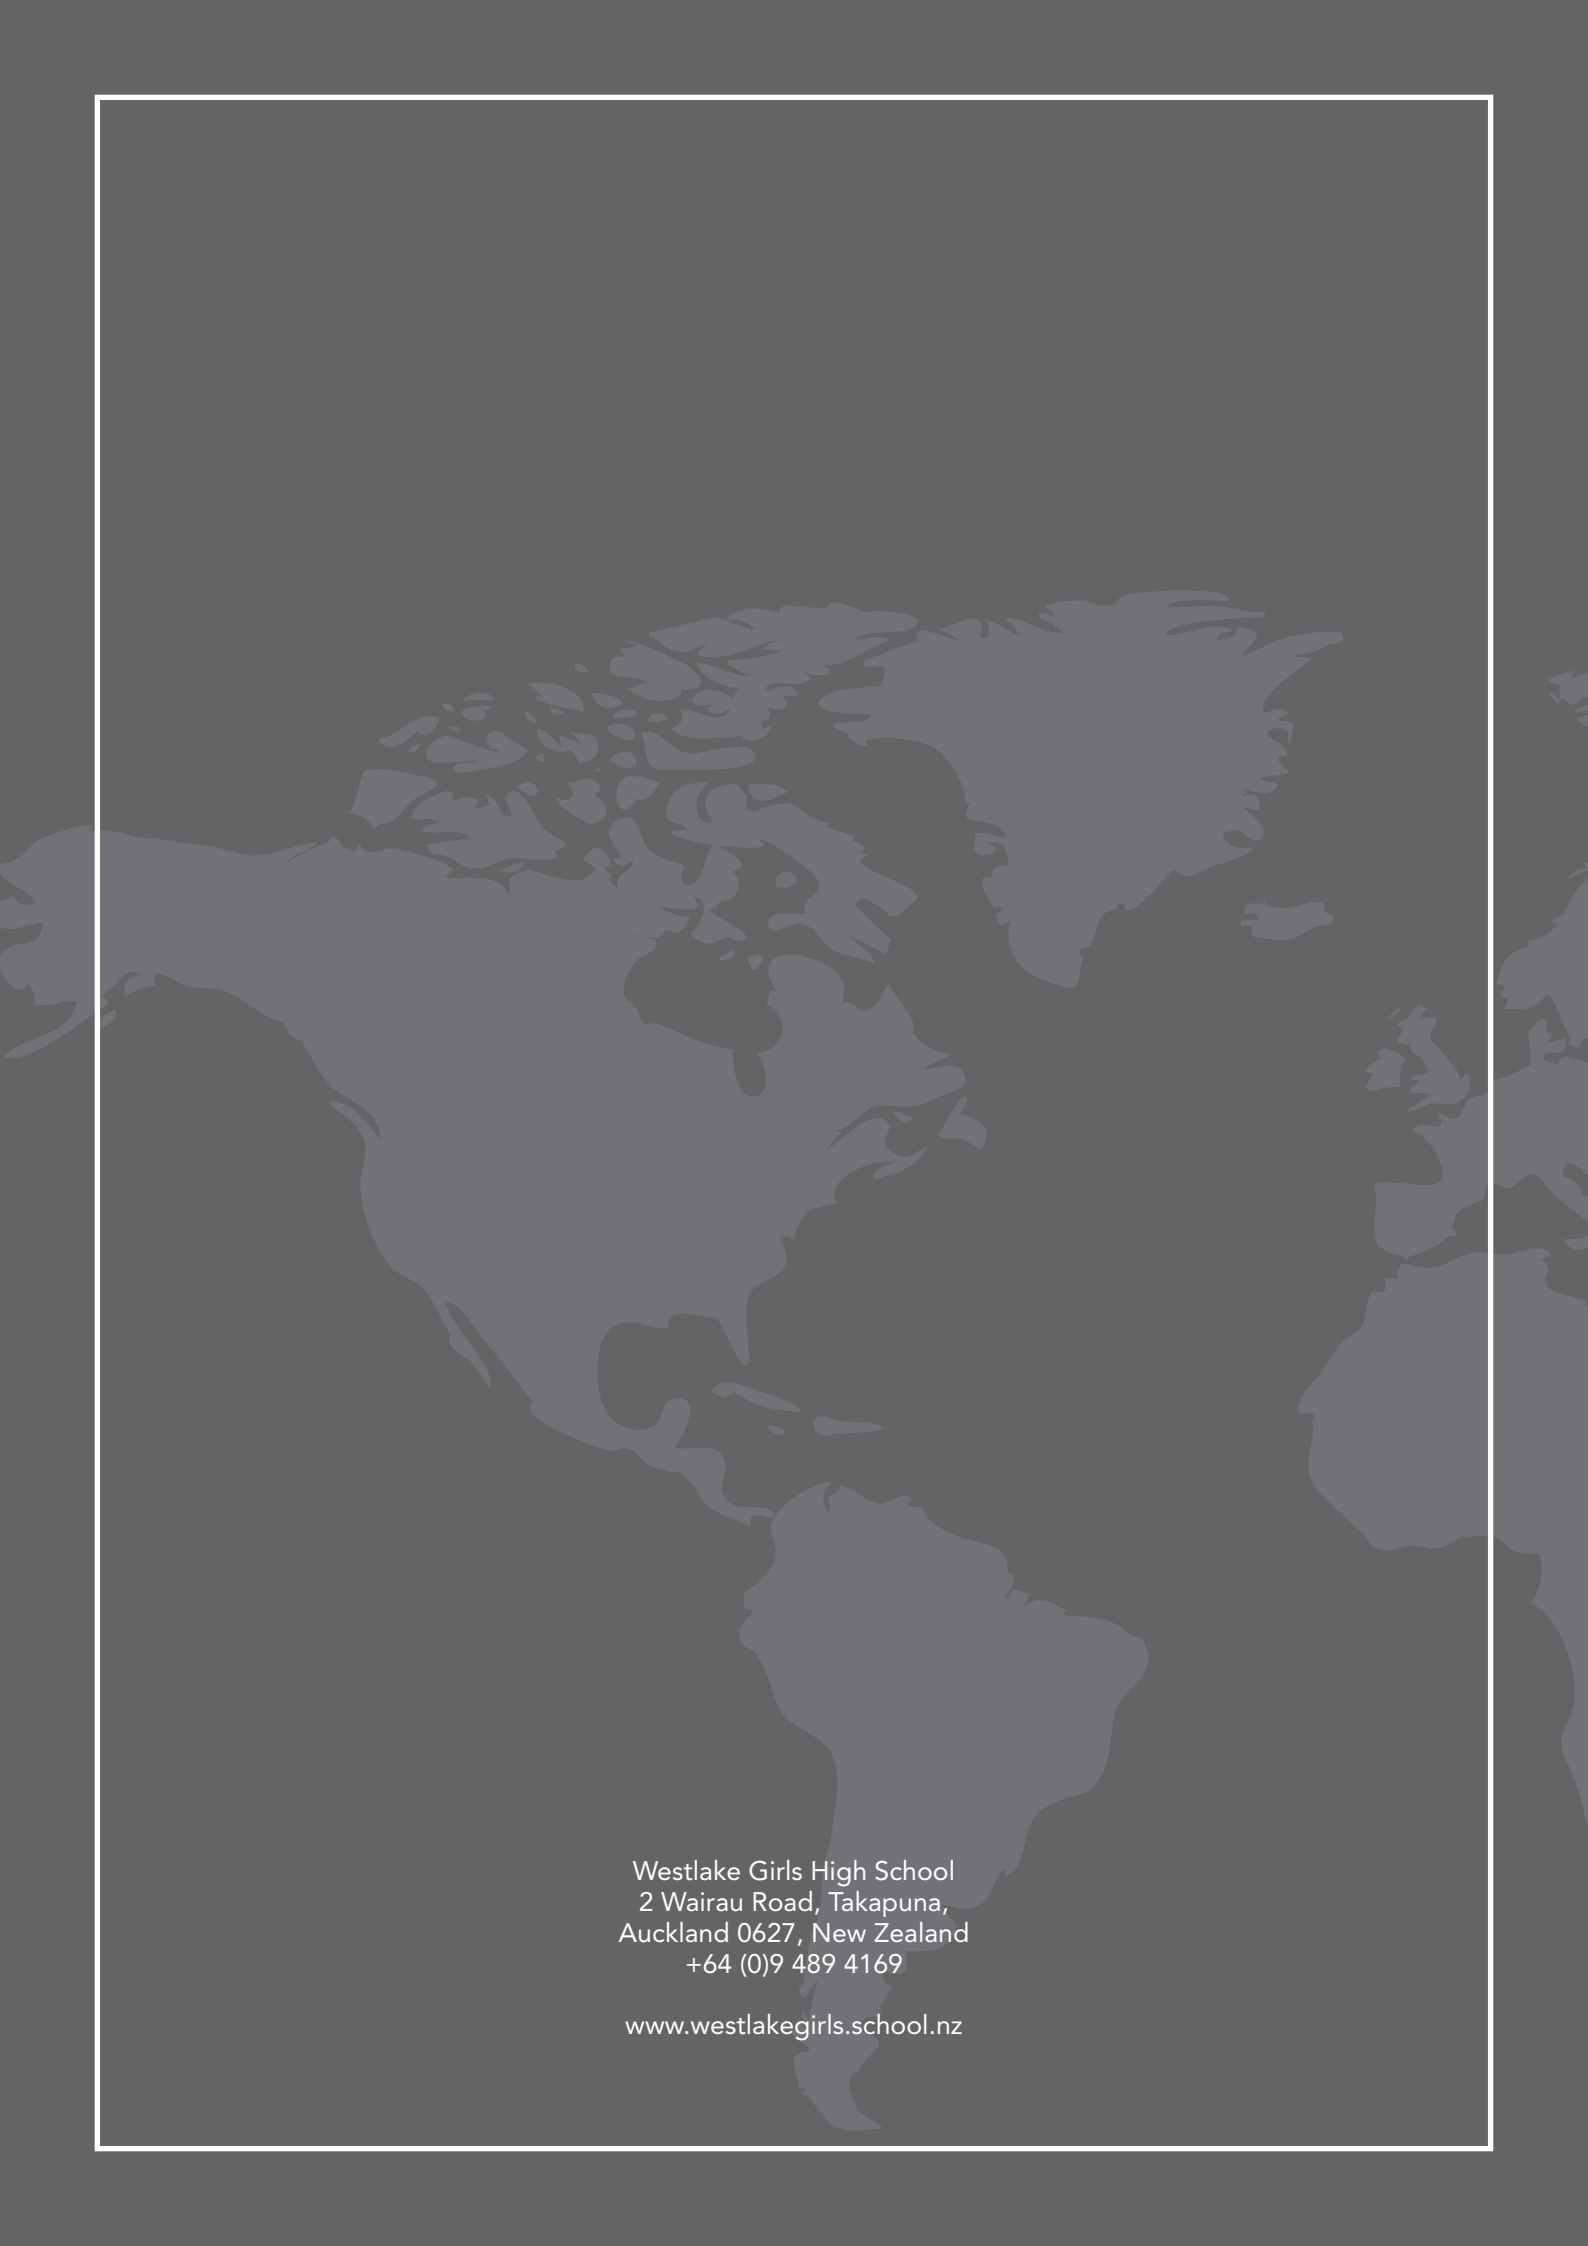 Westlake Girls High School
2 Wairau Road, Takapuna,
Auckland 0627, New Zealand
+64 (0)9 489 4169
www.westlakegirls.school.nz